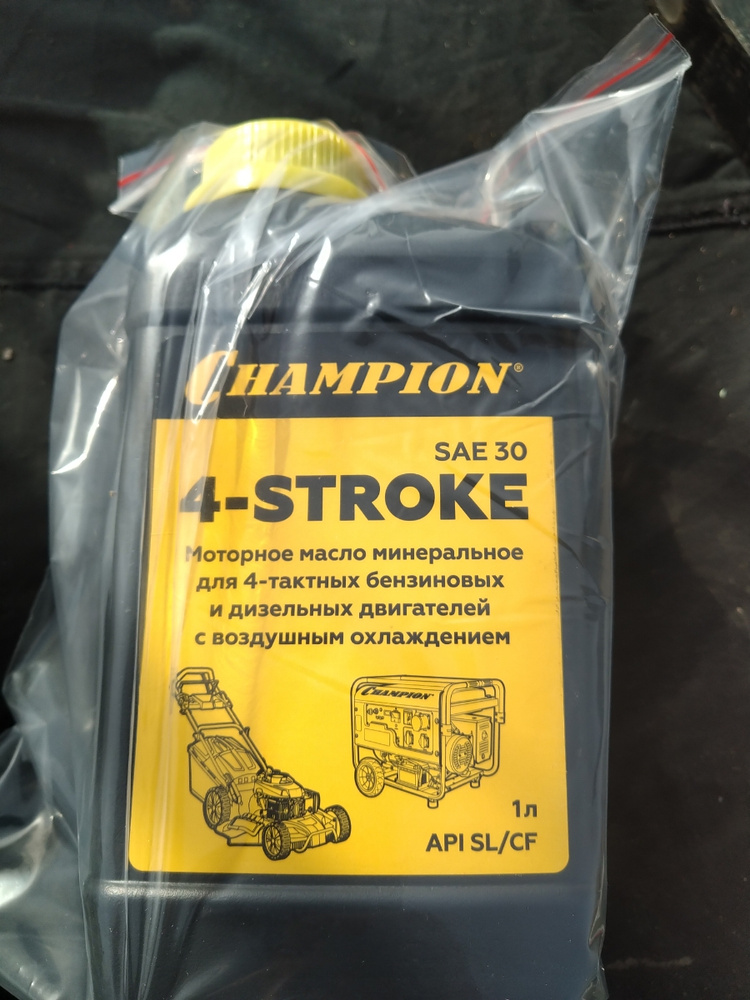 CHAMPION®
SAE 30
4-STROKE
Моторное масло минеральное
для 4-тактных бензиновых
и дизельных двигателей
с воздушным охлаждением
CHAMPION
1л
API SL/CF